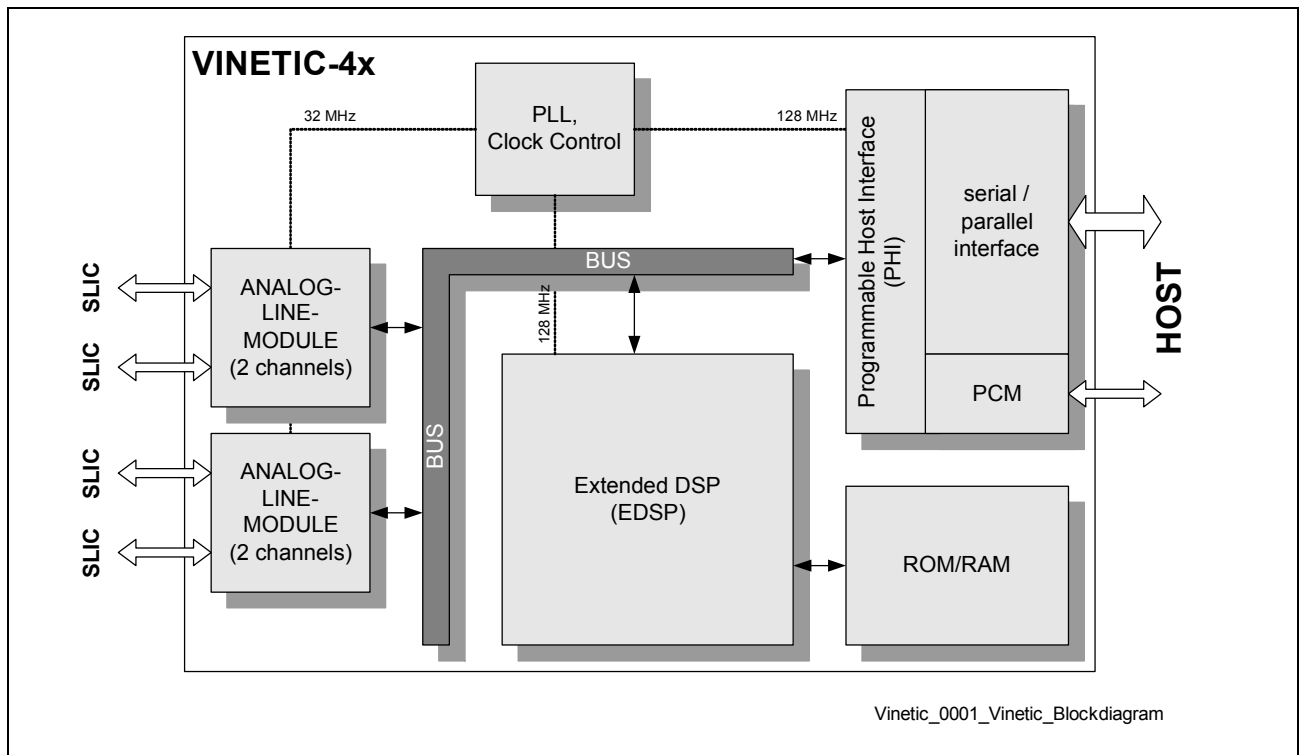 VINETIC-4x
PLL,
Clock Control
32 MHz
128 MHz
Programmable Host Interface
(PHI)
serial /
parallel
interface
PCM
HOST
SLIC
SLIC
SLIC
SLIC
ANALOG-
LINE-
MODULE
(2 channels)
ANALOG-
LINE-
MODULE
(2 channels)
BUS
BUS
128 MHz
Extended DSP
(EDSP)
ROM/RAM
Vinetic_0001_Vinetic_Blockdiagram